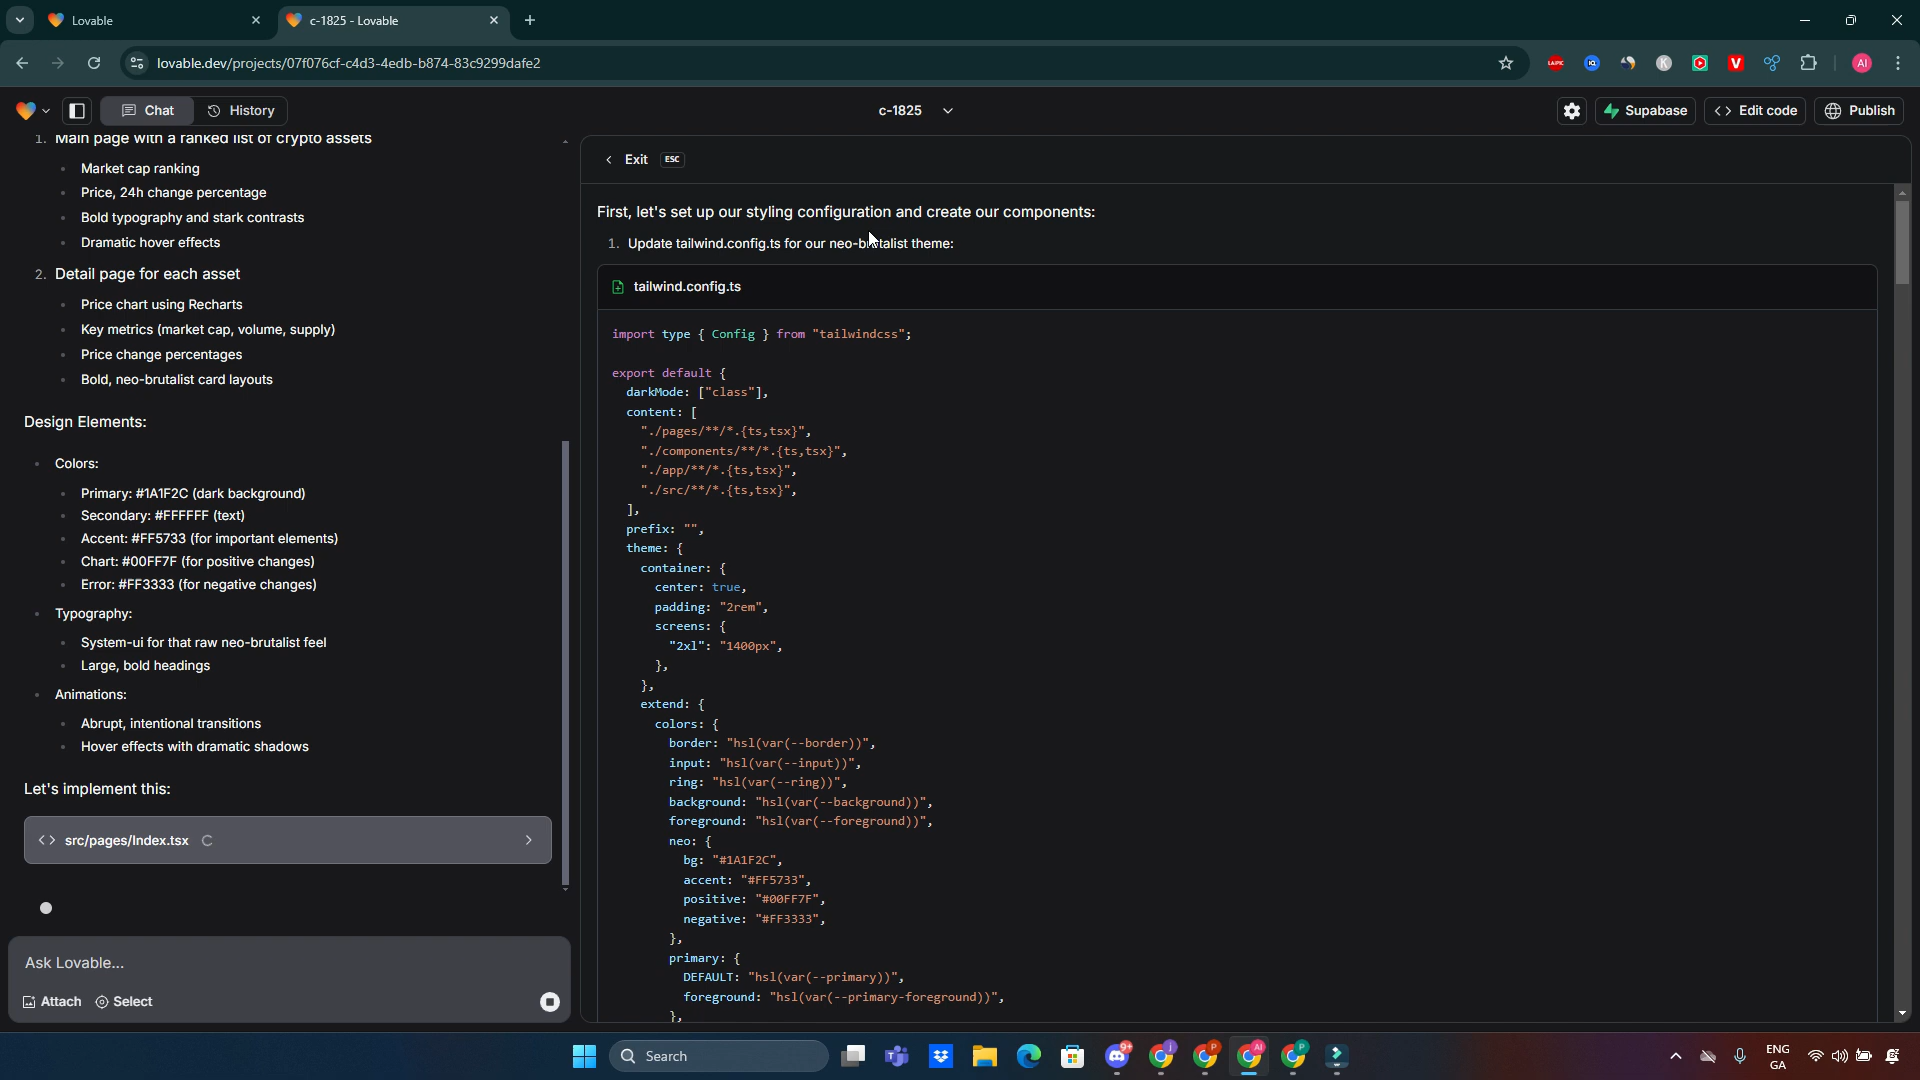 Lovable
c-1825 - Lovable
lovable.dev/projects/07f076cf-c4d3-4edb-b874-83c9299dafe2
Chat
History
c-1825
Supabase
<> Edit code
Publish
1. Main page with a ranked list of crypto assets
Market cap ranking
Price, 24h change percentage
Bold typography and stark contrasts
Dramatic hover effects
2. Detail page for each asset
Price chart using Recharts
Key metrics (market cap, volume, supply)
Price change percentages
Bold, neo-brutalist card layouts
Design Elements:
Colors:
Primary: #1A1F2C (dark background)
Secondary: #FFFFFF (text)
Accent: #FF5733 (for important elements)
Chart: #00FF7F (for positive changes)
Error: #FF3333 (for negative changes)
Typography:
System-ui for that raw neo-brutalist feel
Large, bold headings
Animations:
Abrupt, intentional transitions
Hover effects with dramatic shadows
Let's implement this:
<> src/pages/Index.tsx
Ask Lovable...
Attach
Select
Exit ESC
First, let's set up our styling configuration and create our components:
1. Update tailwind.config.ts for our neo-brutalist theme:
tailwind.config.ts
import type { Config } from "tailwindcss";
export default {
darkMode: ["class"],
content: [
"./pages/**/*.{ts,tsx}",
"./components/**/*.{ts,tsx}",
"./app/**/*.{ts,tsx}",
"./src/**/*.{ts,tsx}",
],
prefix: "",
theme: {
container: {
center: true,
padding: "2rem",
screens: {
"2xl": "1400px",
},
},
extend: {
colors: {
border: "hsl(var(--border))",
input: "hsl(var(--input))",
ring: "hsl(var(--ring))",
background: "hsl(var(--background))",
foreground: "hsl(var(--foreground))",
neo: {
bg: "#1A1F2C",
accent: "#FF5733",
positive: "#00FF7F",
negative: "#FF3333",
},
primary: {
DEFAULT: "hsl(var(--primary))",
foreground: "hsl(var(--primary-foreground))",
},
Search
ENG
GA